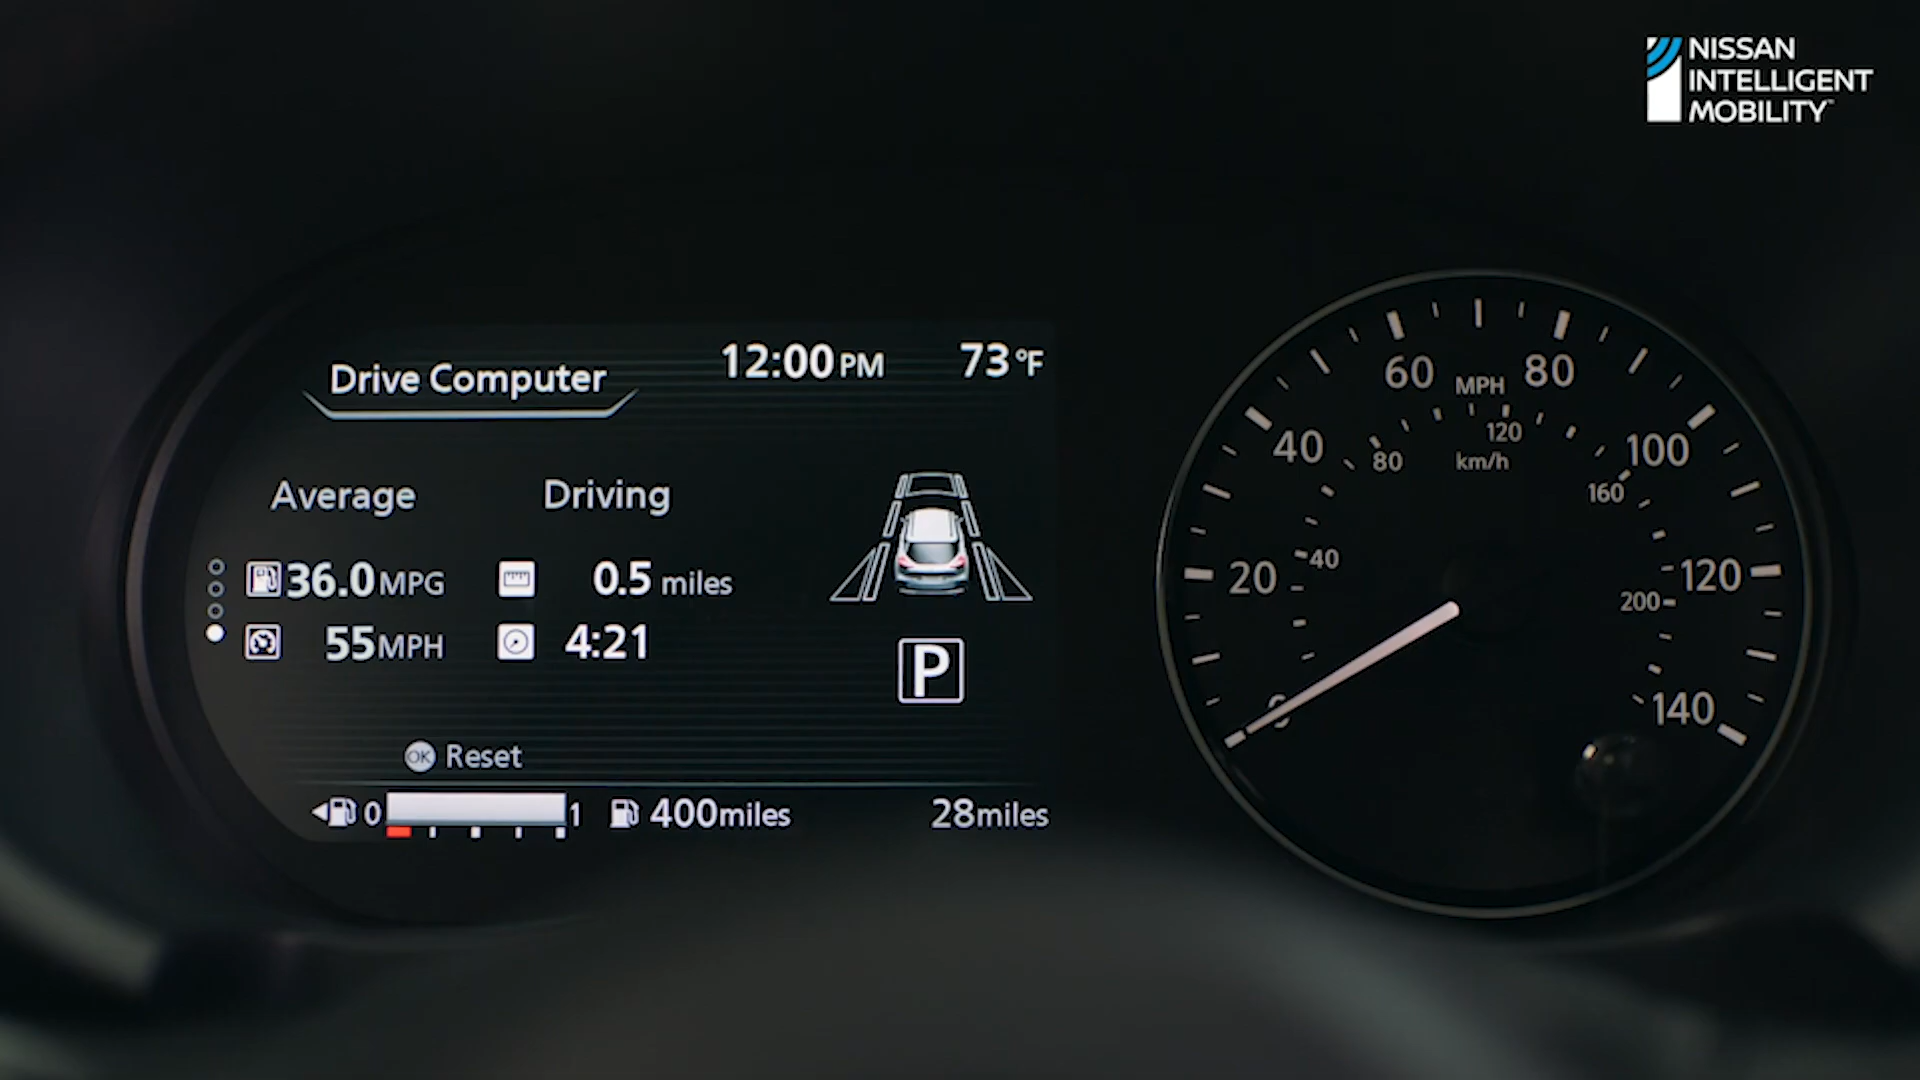 NISSAN
INTELLIGENT
MOBILITY™
12:00 PM 73°F
Drive Computer
Average Driving
36.0 MPG 0.5 miles
55 MPH 4:21
P
OK Reset
0 1 400 miles 28 miles
60 MPH 80
40 100
80 120 160
km/h
20 40 120
200
0 140